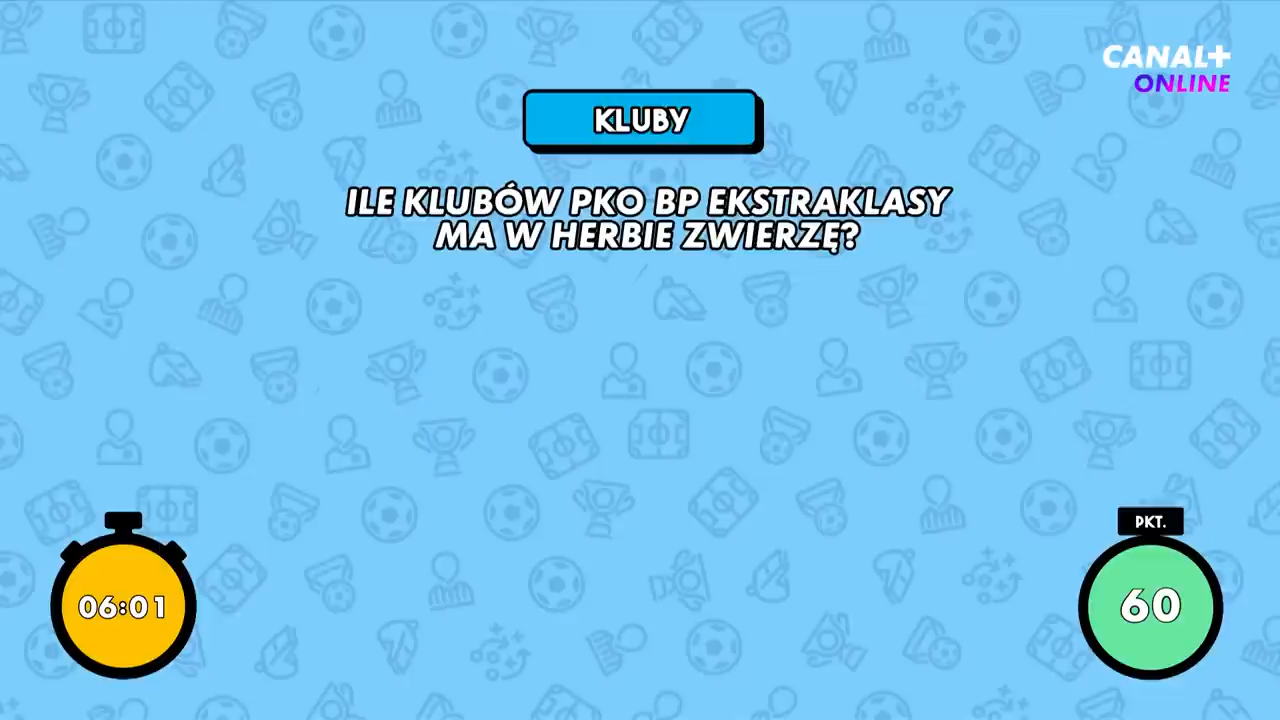 CANAL+
ONLINE
KLUBY
ILE KLUBÓW PKO BP EKSTRAKLASY
MA W HERBIE ZWIERZĘ?
PKT.
06:01
60